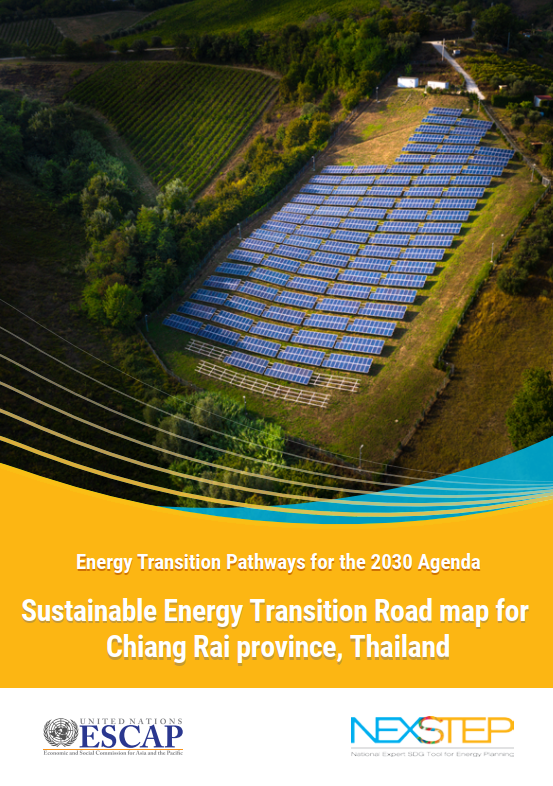 Energy Transition Pathways for the 2030 Agenda
Sustainable Energy Transition Road map for
Chiang Rai province, Thailand
UNITED NATIONS
ESCAP
Economic and Social Commission for Asia and the Pacific
NEXSTEP
National Expert SDG Tool for Energy Planning